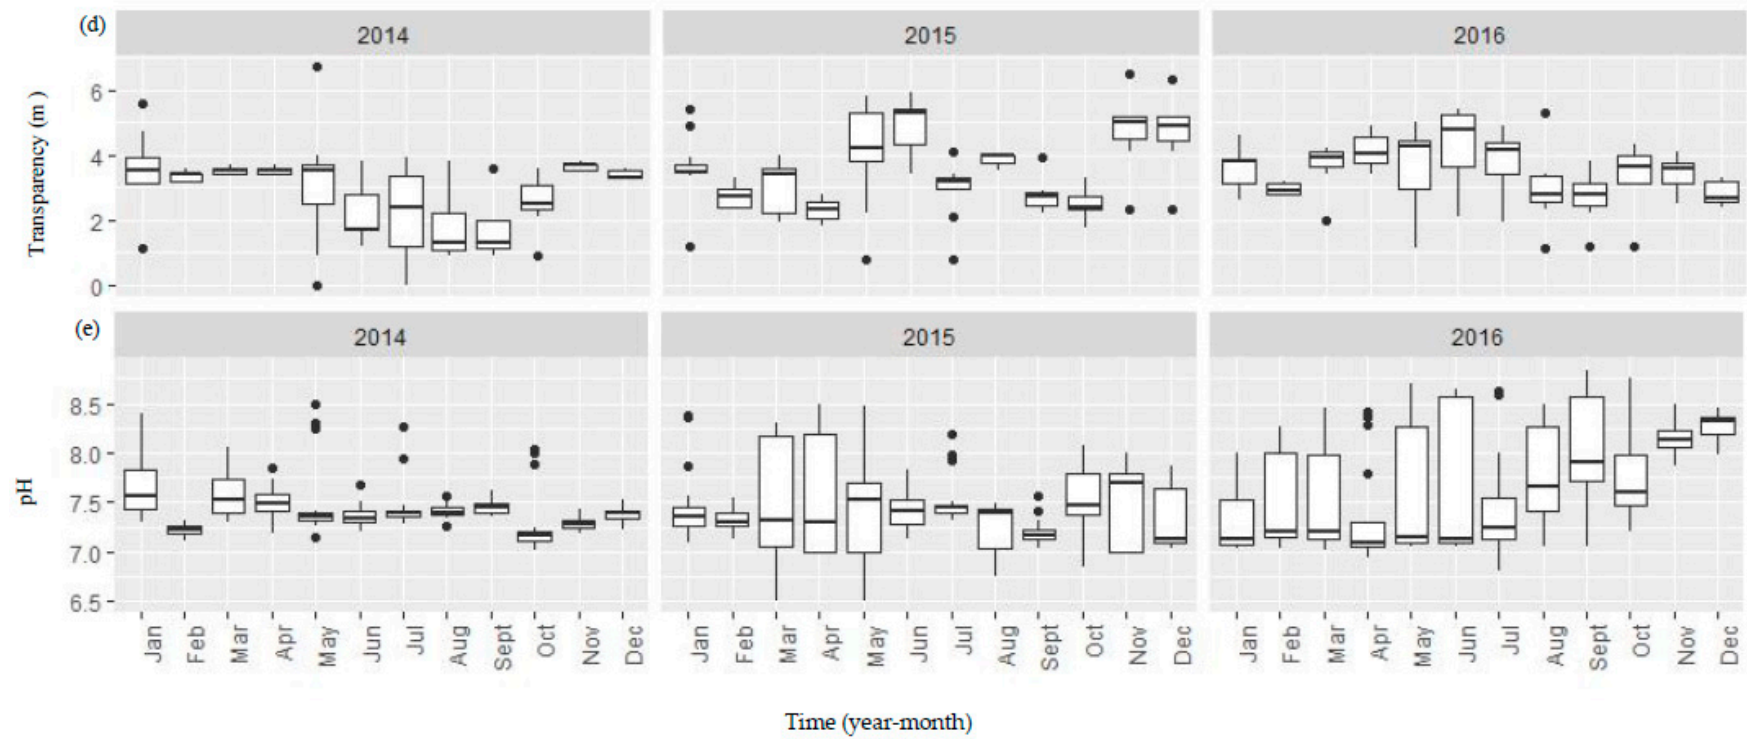 (d)
2014 2015 2016
Transparency (m )
6
4
2
0
(e)
2014 2015 2016
pH
8.5
8.0
7.5
7.0
6.5
Jan Feb Mar Apr May Jun Jul Aug Sept Oct Nov Dec Jan Feb Mar Apr May Jun Jul Aug Sept Oct Nov Dec Jan Feb Mar Apr May Jun Jul Aug Sept Oct Nov Dec
Time (year-month)